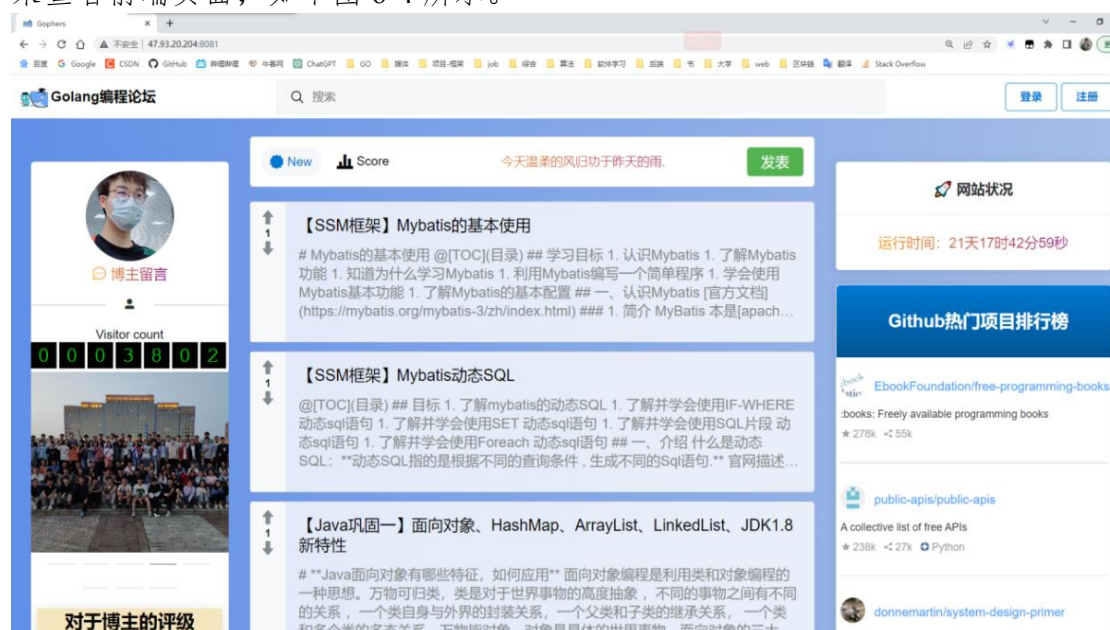 Gophers
不安全 47.93.20.204:8081
百度 Google CSDN GitHub 哔哩哔哩 牛客网 ChatGPT GO 媒体 项目-框架 job 综合 算法 软件学习 后端 书 大学 web 区块链 翻译 Stack Overflow
Golang编程论坛
搜索
登录
注册
New
Score
今天温柔的风归功于昨天的雨.
发表
博主留言
Visitor count
0003802
对于博主的评级
1
【SSM框架】Mybatis的基本使用
# Mybatis的基本使用 @[TOC](目录) ## 学习目标 1. 认识Mybatis 1. 了解Mybatis
功能 1. 知道为什么学习Mybatis 1. 利用Mybatis编写一个简单程序 1. 学会使用
Mybatis基本功能 1. 了解Mybatis的基本配置 ## 一、认识Mybatis [官方文档]
(https://mybatis.org/mybatis-3/zh/index.html) ### 1. 简介 MyBatis 本是[apach…
1
【SSM框架】Mybatis动态SQL
@[TOC](目录) ## 目标 1. 了解mybatis的动态SQL 1. 了解并学会使用IF-WHERE
动态sql语句 1. 了解并学会使用SET 动态sql语句 1. 了解并学会使用SQL片段 动
态sql语句 1. 了解并学会使用Foreach 动态sql语句 ## 一、介绍 什么是动态
SQL：**动态SQL指的是根据不同的查询条件 , 生成不同的Sql语句.** 官网描述…
1
【Java巩固一】面向对象、HashMap、ArrayList、LinkedList、JDK1.8
新特性
# **Java面向对象有哪些特征，如何应用** 面向对象编程是利用类和对象编程的
一种思想。万物可归类，类是对于世界事物的高度抽象 ，不同的事物之间有不同
的关系 ，一个类自身与外界的封装关系，一个父类和子类的继承关系， 一个类
网站状况
运行时间：21天17时42分59秒
Github热门项目排行榜
EbookFoundation/free-programming-books
:books: Freely available programming books
278k 55k
public-apis/public-apis
A collective list of free APIs
238k 27k Python
donnemartin/system-design-primer